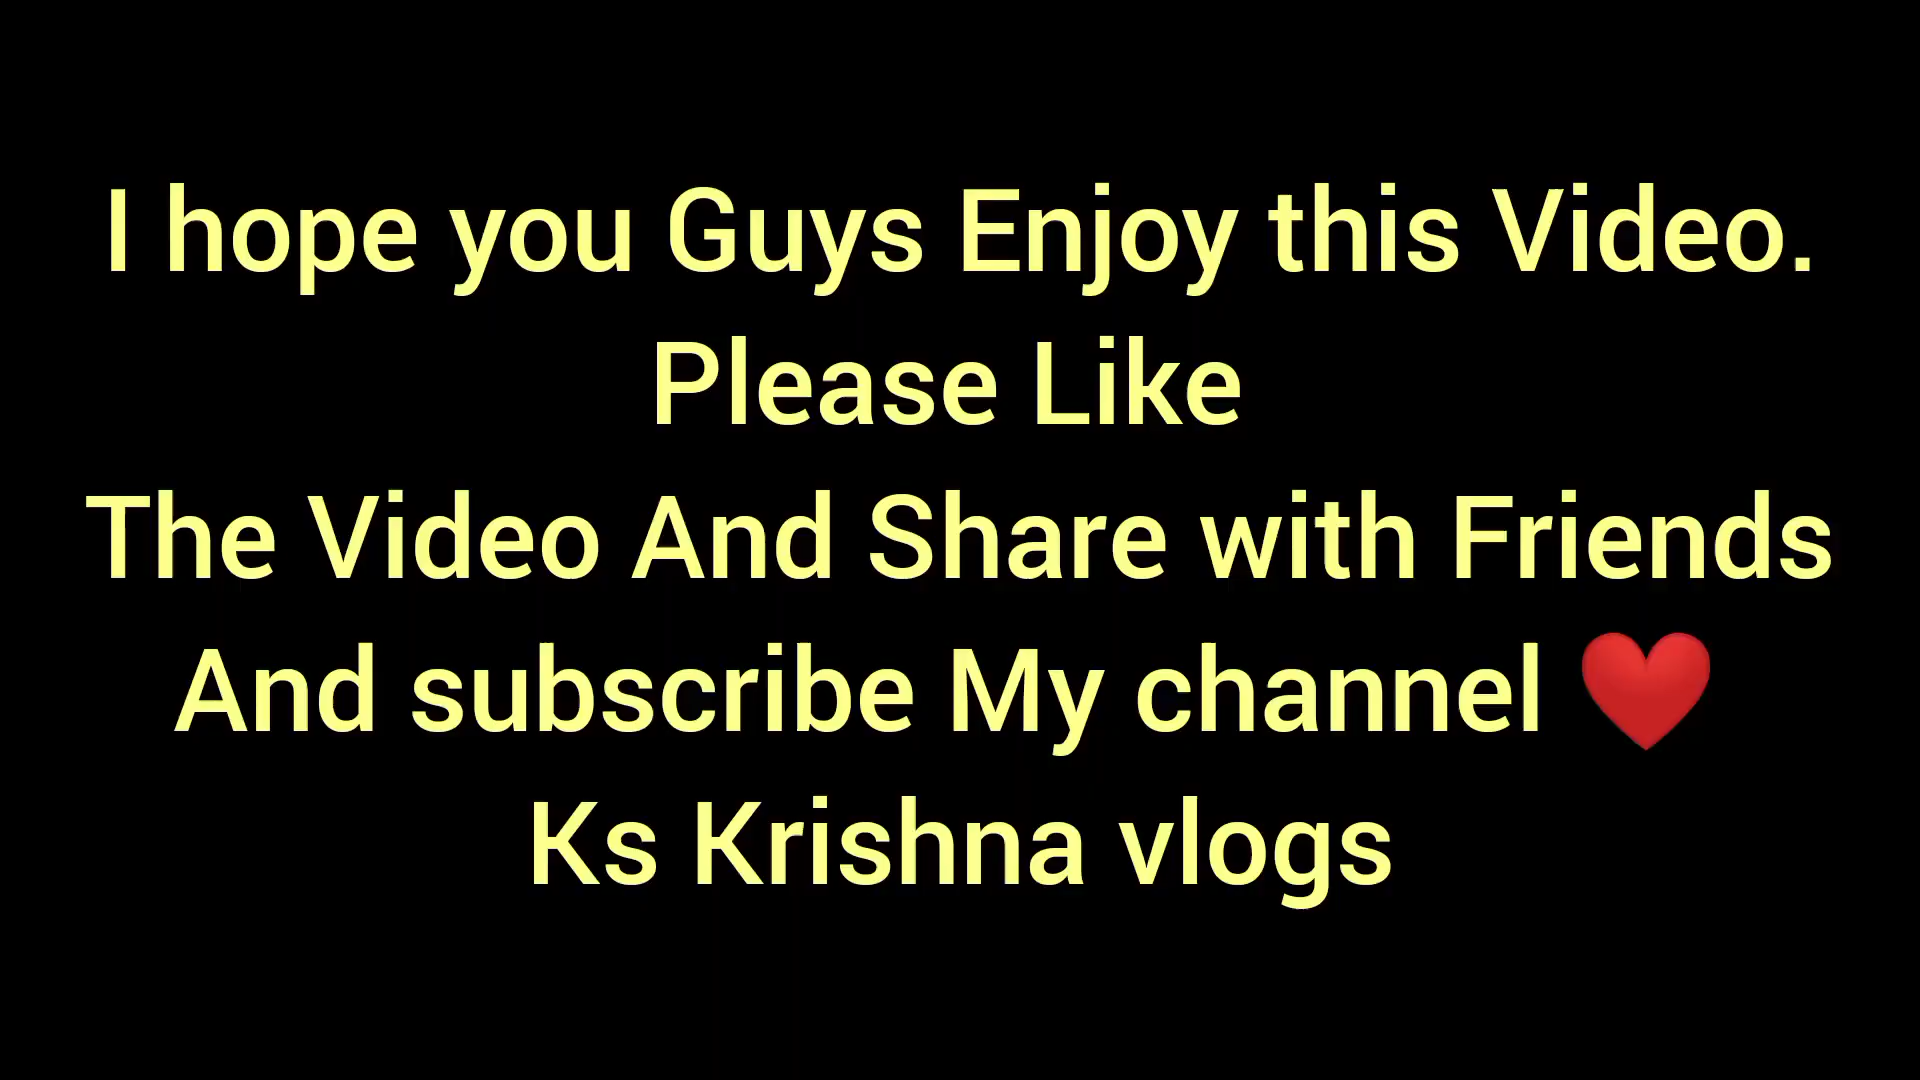 I hope you Guys Enjoy this Video.
Please Like
The Video And Share with Friends
And subscribe My channel ❤️
Ks Krishna vlogs